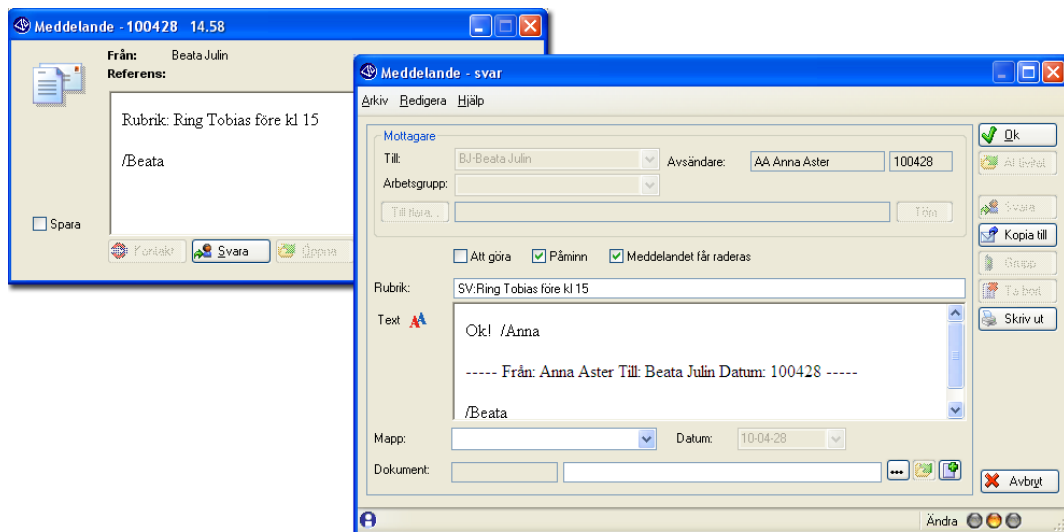 Meddelande - 100428 14.58
Från: Beata Julin
Referens:
Rubrik: Ring Tobias före kl 15
/Beata
Spara
Kontakt
Svara
Öppna
Meddelande - svar
Arkiv Redigera Hjälp
Mottagare
Till: BJ-Beata Julin
Avsändare: AA Anna Aster 100428
Arbetsgrupp:
Till flera... Töm
Att göra Påminn Meddelandet får raderas
Rubrik: SV:Ring Tobias före kl 15
Text AA
Ok! /Anna
----- Från: Anna Aster Till: Beata Julin Datum: 100428 -----
/Beata
Mapp: Datum: 10-04-28
Dokument: ...
Ok
Aktivitet
Svara
Kopia till
Grupp
Ta bort
Skriv ut
Avbryt
Ändra